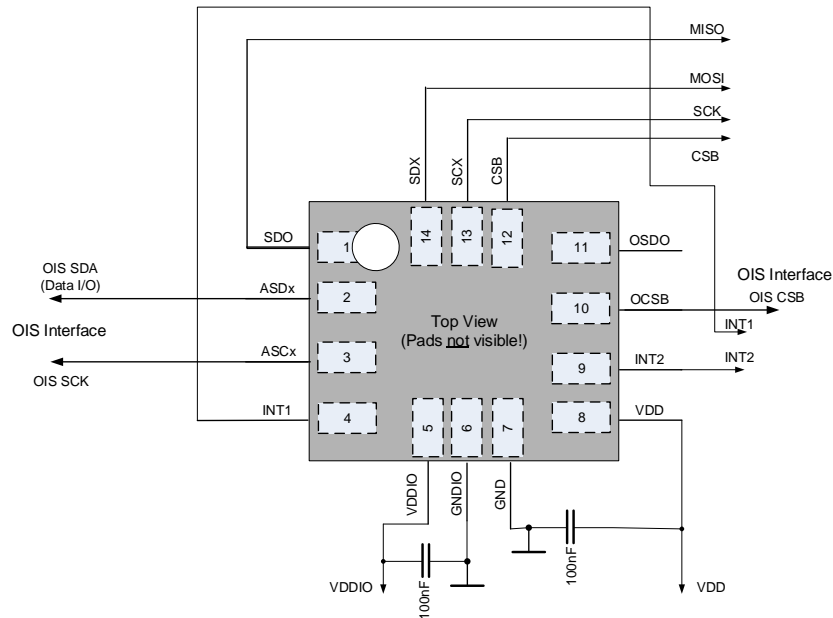 MISO
MOSI
SCK
CSB
SDX
SCX
CSB
SDO
1
14
13
12
11
OSDO
OIS SDA
(Data I/O)
ASDx
2
10
OCSB
OIS Interface
OIS CSB
INT1
Top View
(Pads not visible!)
OIS Interface
ASCx
3
9
INT2
INT2
OIS SCK
INT1
4
5
6
7
8
VDD
VDDIO
GNDIO
GND
100nF
100nF
VDDIO
VDD